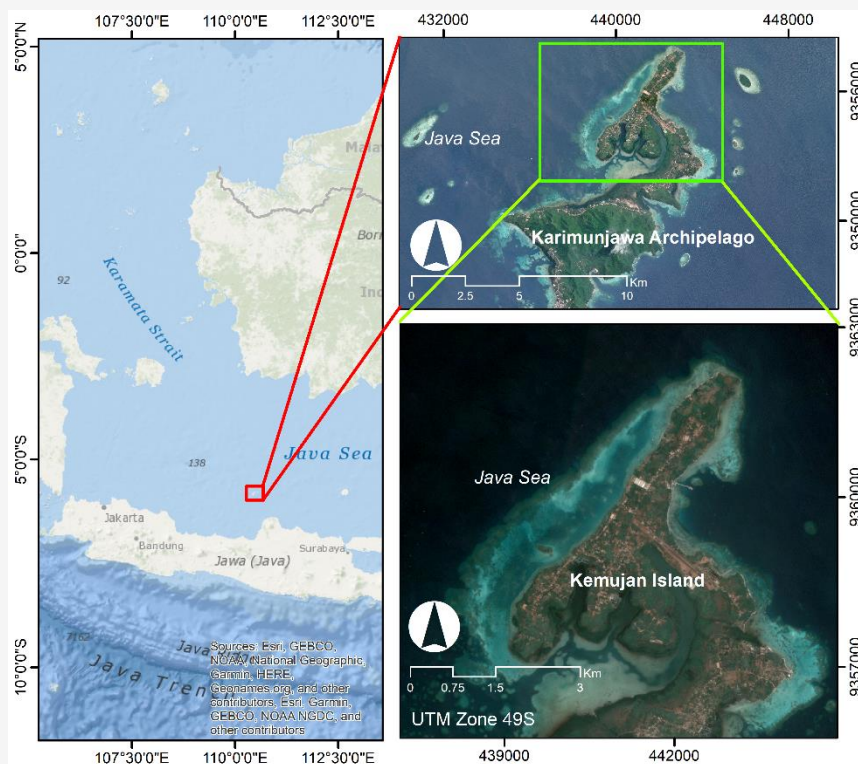 107°30'0"E 110°0'0"E 112°30'0"E
432000 440000 448000
5°0'0"N
0°0'0"
5°0'0"S
10°0'0"S
92
Karamata Strait
138
Java Sea
Jakarta
Bandung
Surabaya
Jawa (Java)
7162
Java Trench
Sources: Esri, GEBCO,
NOAA, National Geographic,
Garmin, HERE,
Geonames.org, and other
contributors, Esri, Garmin,
GEBCO, NOAA NGDC, and
other contributors
107°30'0"E 110°0'0"E 112°30'0"E
Java Sea
Karimunjawa Archipelago
0 2.5 5 10
Km
9356000
9350000
9363000
9360000
9357000
Java Sea
Kemujan Island
0 0.75 1.5 3
Km
UTM Zone 49S
439000 442000